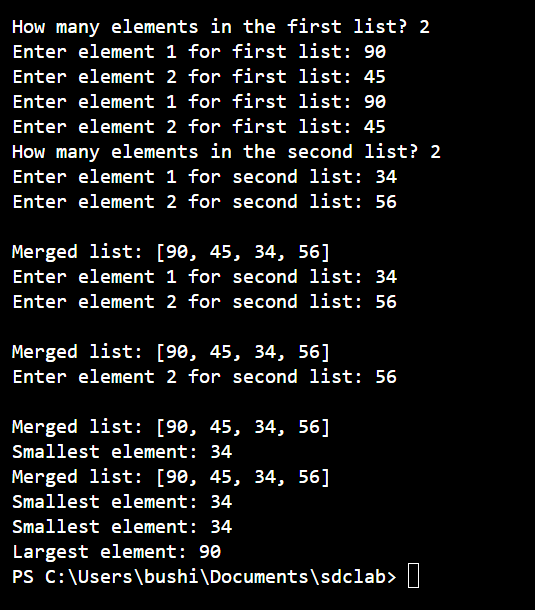 How many elements in the first list? 2
Enter element 1 for first list: 90
Enter element 2 for first list: 45
Enter element 1 for first list: 90
Enter element 2 for first list: 45
How many elements in the second list? 2
Enter element 1 for second list: 34
Enter element 2 for second list: 56

Merged list: [90, 45, 34, 56]
Enter element 1 for second list: 34
Enter element 2 for second list: 56

Merged list: [90, 45, 34, 56]
Enter element 2 for second list: 56

Merged list: [90, 45, 34, 56]
Smallest element: 34
Merged list: [90, 45, 34, 56]
Smallest element: 34
Smallest element: 34
Largest element: 90
PS C:\Users\bushi\Documents\sdclab>